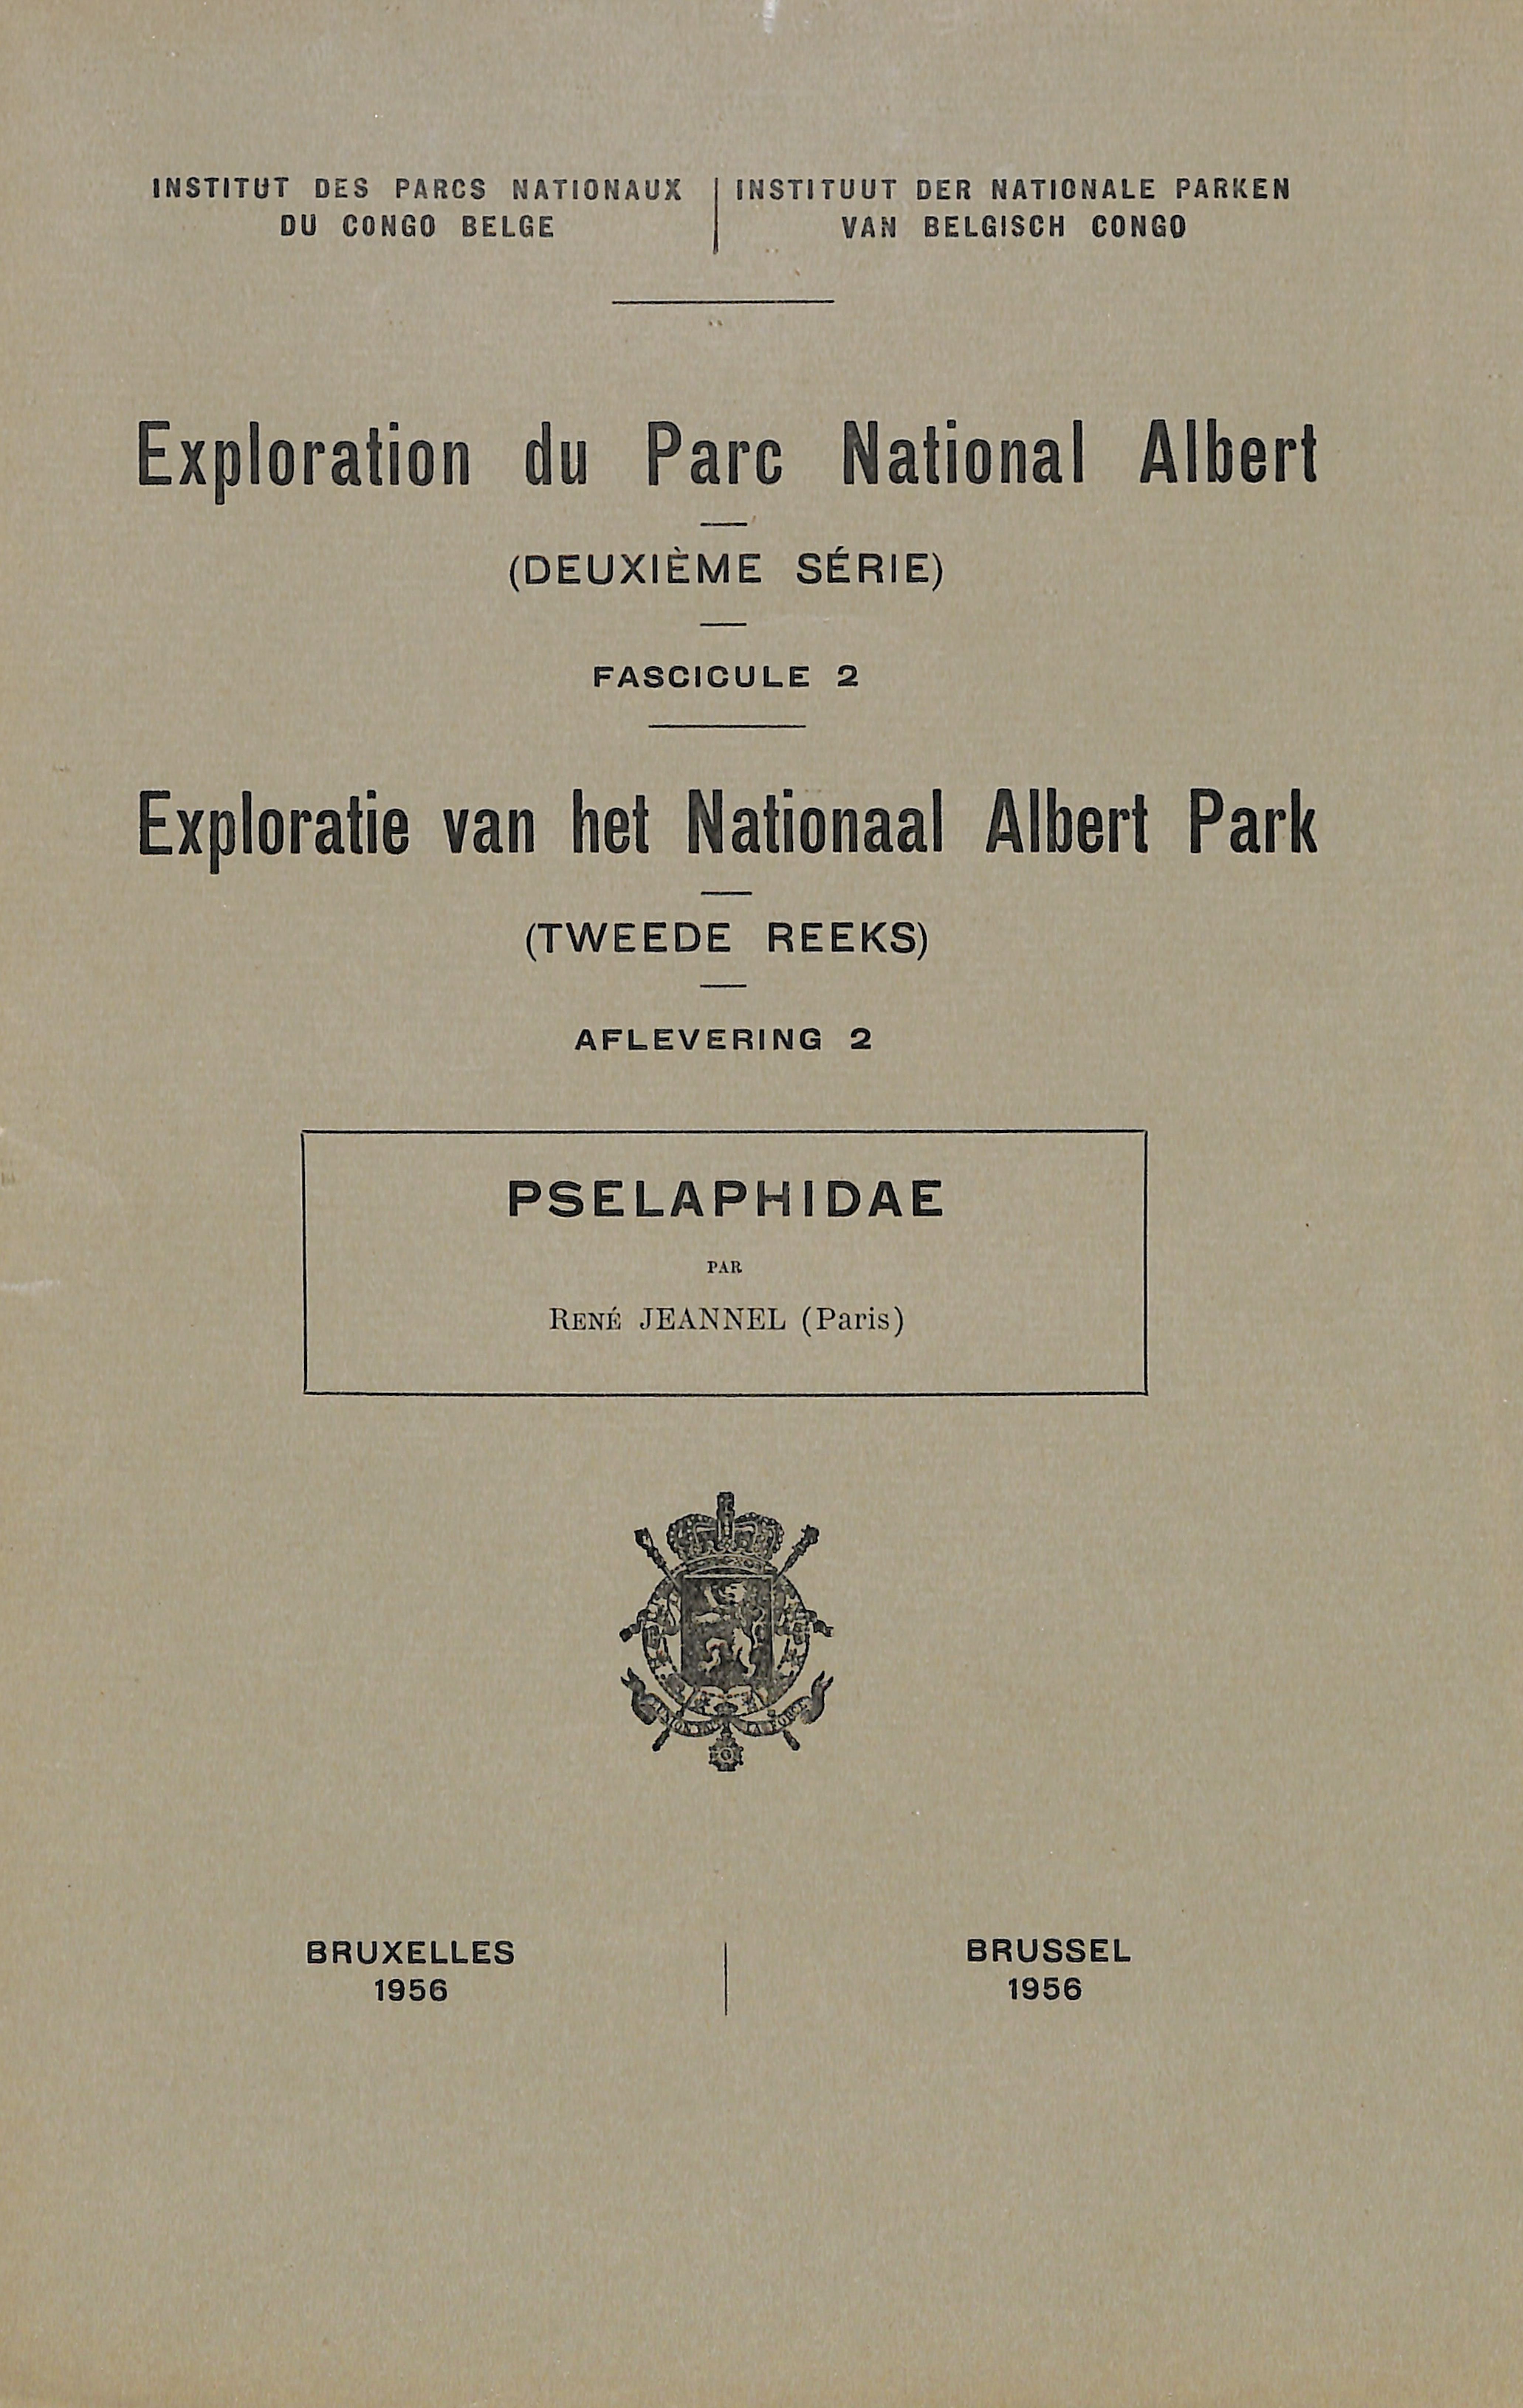 INSTITUT DES PARCS NATIONAUX
DU CONGO BELGE
INSTITUUT DER NATIONALE PARKEN
VAN BELGISCH CONGO
Exploration du Parc National Albert
(DEUXIÈME SÉRIE)
FASCICULE 2
Exploratie van het Nationaal Albert Park
(TWEEDE REEKS)
AFLEVERING 2
PSELAPHIDAE
PAR
RENÉ JEANNEL (Paris)
LA FORCE
BRUXELLES
1956
BRUSSEL
1956